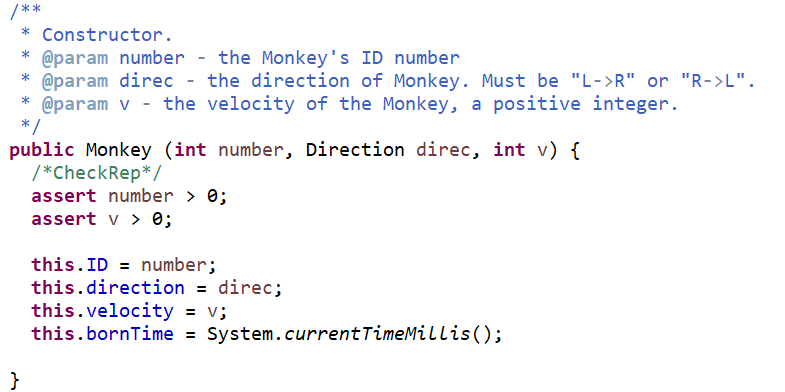 /**
 * Constructor.
 * @param number - the Monkey's ID number
 * @param direc - the direction of Monkey. Must be "L->R" or "R->L".
 * @param v - the velocity of the Monkey, a positive integer.
 */
public Monkey (int number, Direction direc, int v) {
  /*CheckRep*/
  assert number > 0;
  assert v > 0;

  this.ID = number;
  this.direction = direc;
  this.velocity = v;
  this.bornTime = System.currentTimeMillis();

}